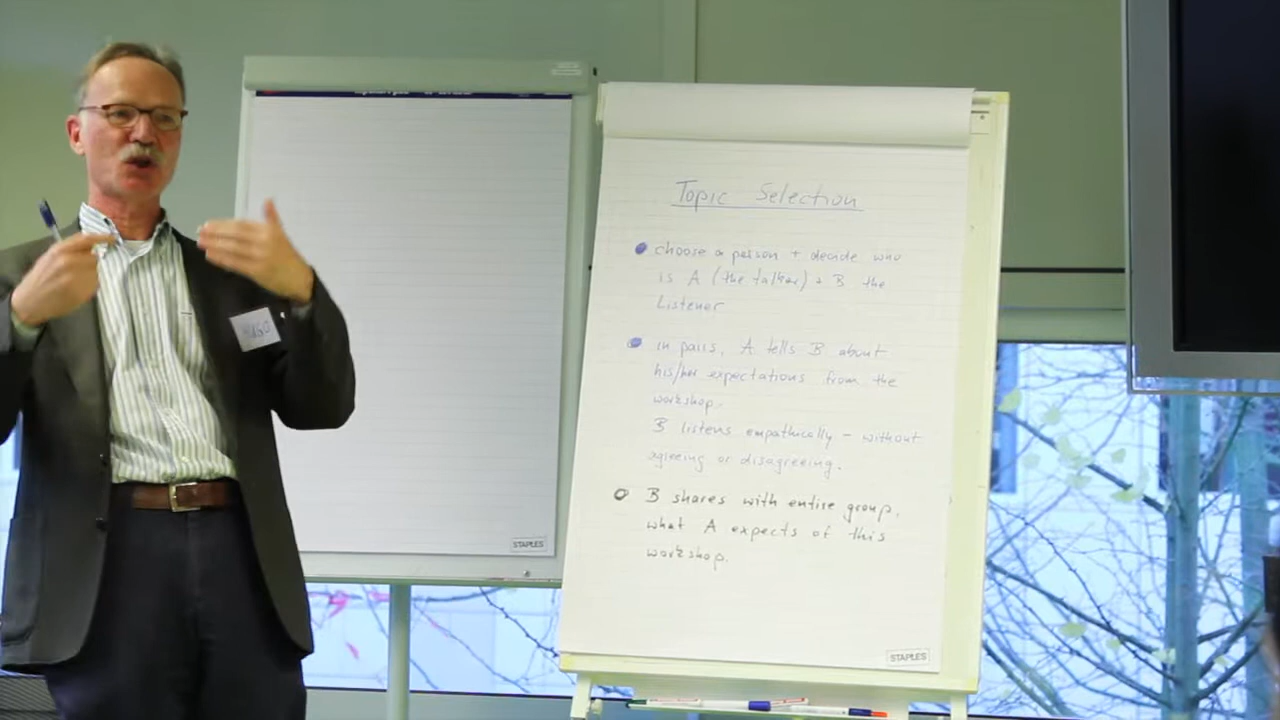 Topic Selection
choose a person + decide who
is A (the talker) + B the
Listener
in pairs, A tells B about
his/her expectations from the
workshop.
B listens empathically – without
agreeing or disagreeing.
B shares with entire group,
what A expects of this
workshop.
STAPLES
STAPLES